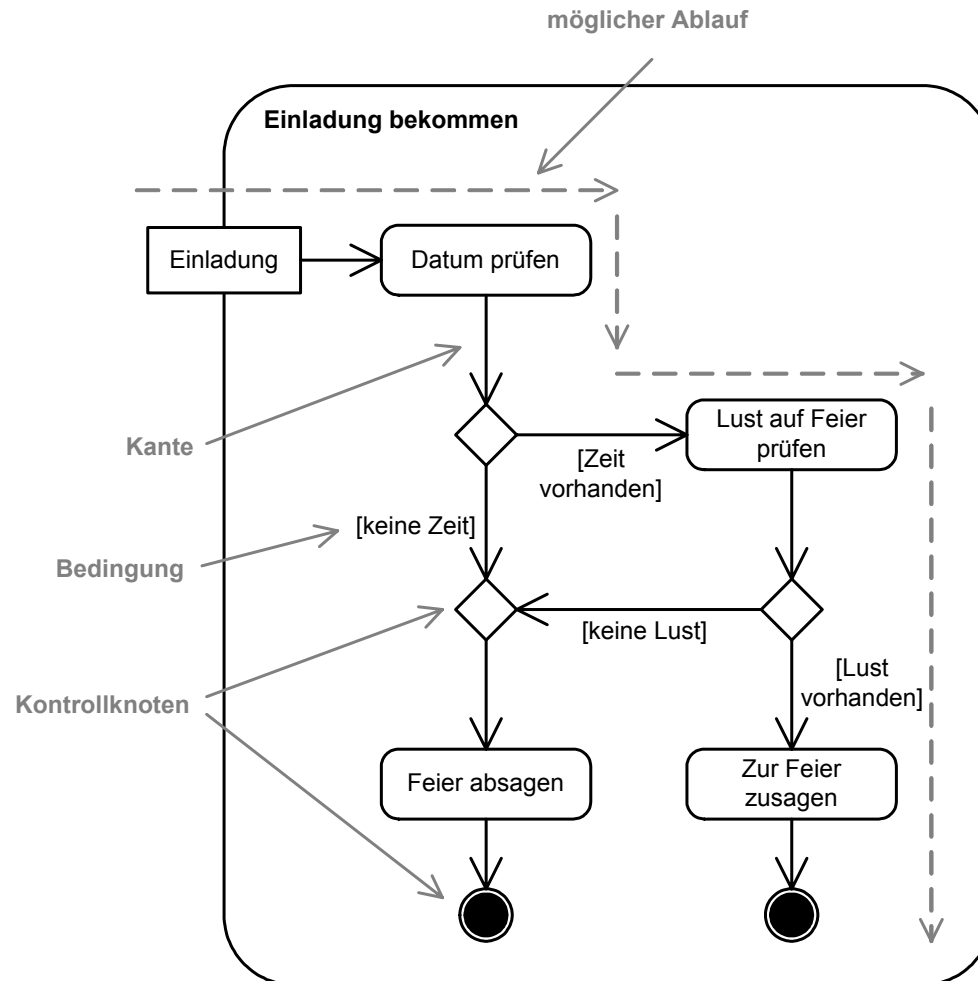 möglicher Ablauf
Einladung bekommen
Einladung
Datum prüfen
Kante
Lust auf Feier
prüfen
[Zeit
vorhanden]
[keine Zeit]
Bedingung
[keine Lust]
[Lust
vorhanden]
Kontrollknoten
Feier absagen
Zur Feier
zusagen